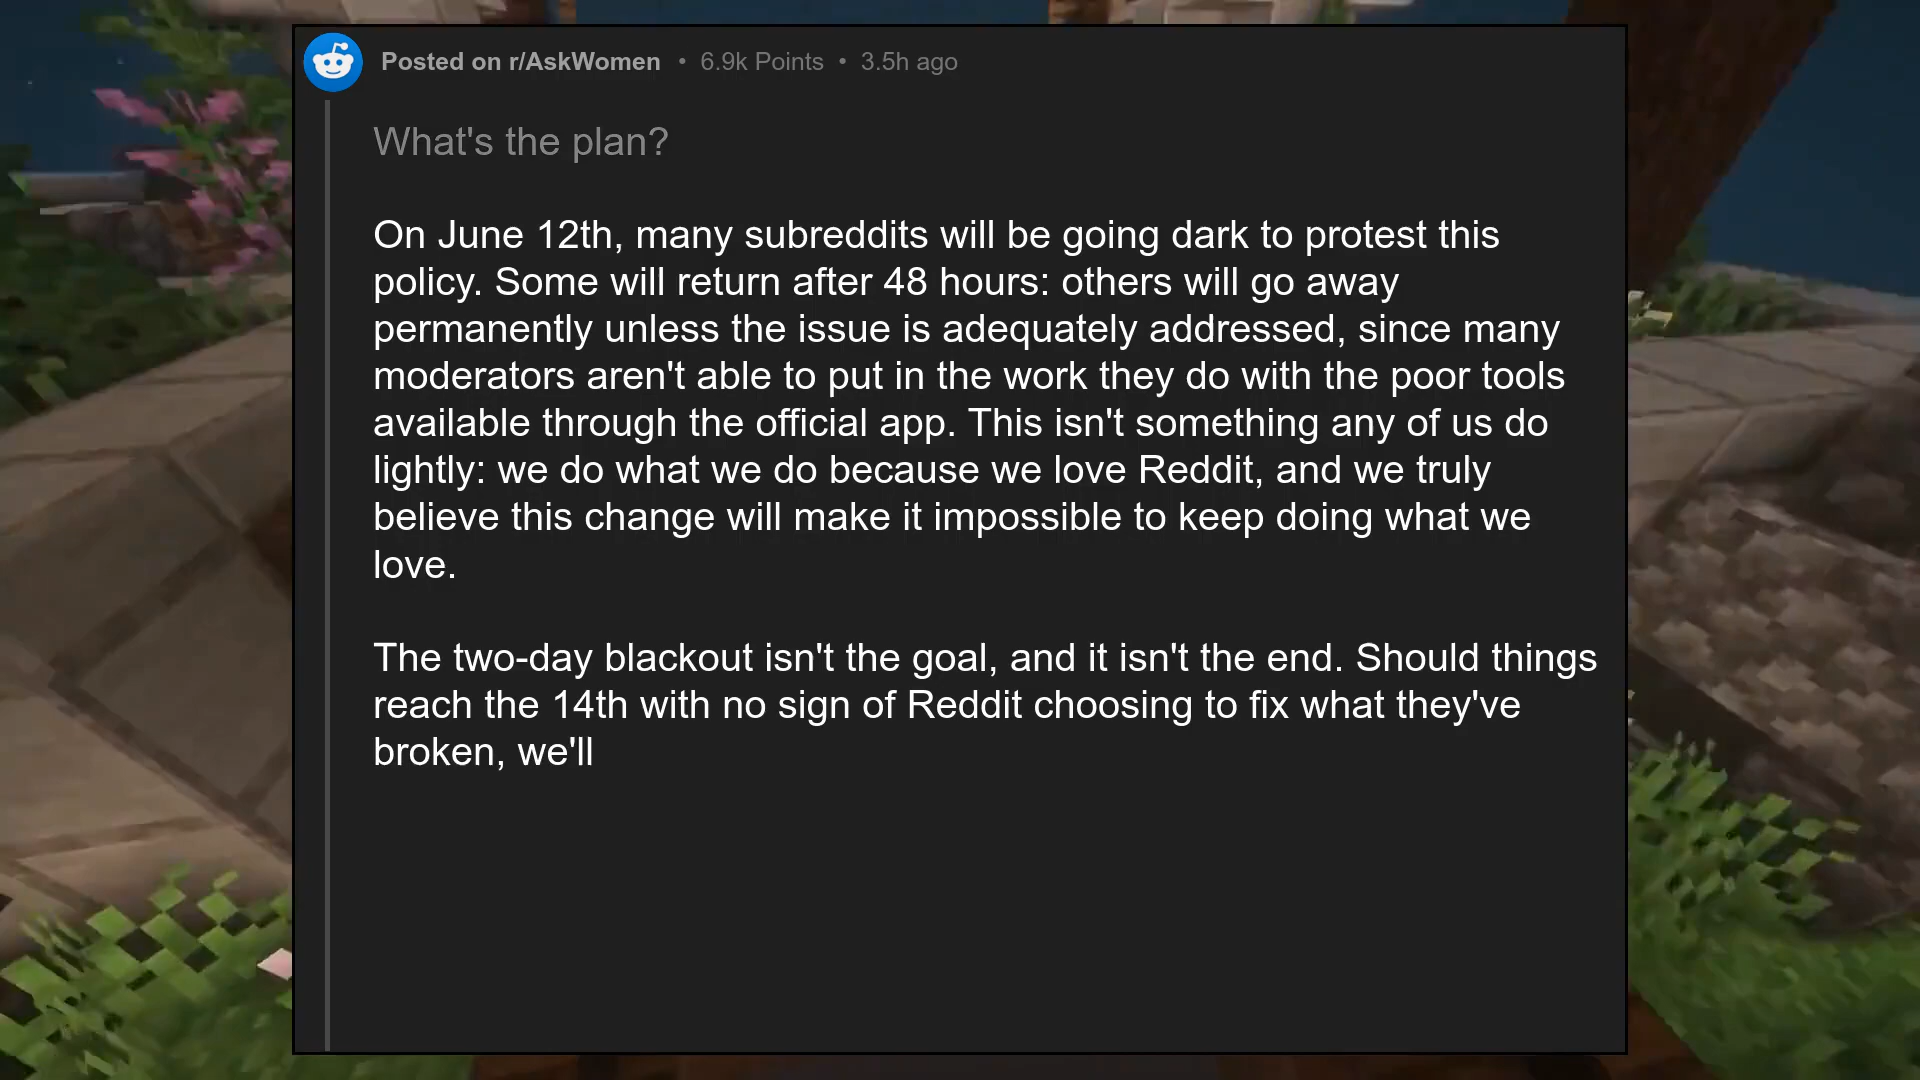 Posted on r/AskWomen • 6.9k Points • 3.5h ago
What's the plan?
On June 12th, many subreddits will be going dark to protest this
policy. Some will return after 48 hours: others will go away
permanently unless the issue is adequately addressed, since many
moderators aren't able to put in the work they do with the poor tools
available through the official app. This isn't something any of us do
lightly: we do what we do because we love Reddit, and we truly
believe this change will make it impossible to keep doing what we
love.
The two-day blackout isn't the goal, and it isn't the end. Should things
reach the 14th with no sign of Reddit choosing to fix what they've
broken, we'll